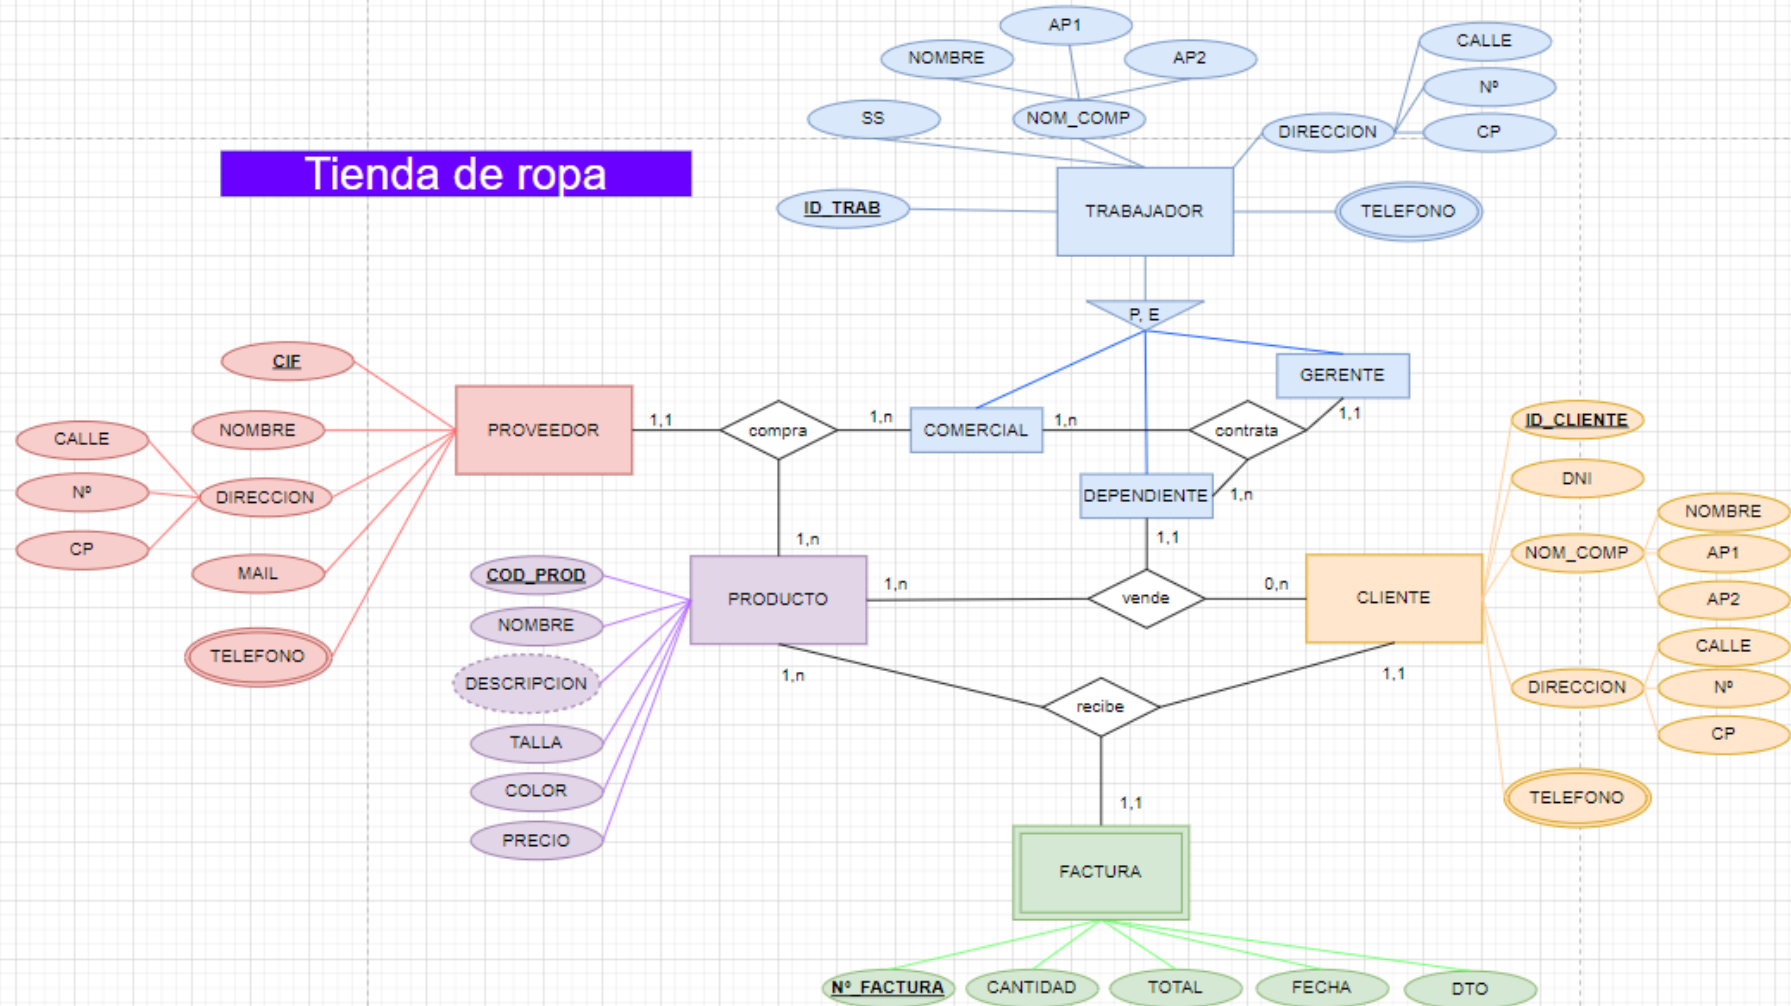 AP1
NOMBRE
AP2
CALLE
Nº
SS
NOM_COMP
DIRECCION
CP
Tienda de ropa
ID_TRAB
TRABAJADOR
TELEFONO
P, E
CIF
GERENTE
NOMBRE
CALLE
PROVEEDOR
1,1
compra
1,n
COMERCIAL
1,n
contrata
1,1
ID_CLIENTE
Nº
DIRECCION
DEPENDIENTE
1,n
DNI
CP
MAIL
1,n
1,1
NOM_COMP
NOMBRE
AP1
AP2
COD_PROD
PRODUCTO
1,n
vende
0,n
CLIENTE
NOMBRE
TELEFONO
DESCRIPCION
1,n
recibe
1,1
DIRECCION
CALLE
Nº
CP
TALLA
COLOR
PRECIO
1,1
TELEFONO
FACTURA
Nº_FACTURA
CANTIDAD
TOTAL
FECHA
DTO